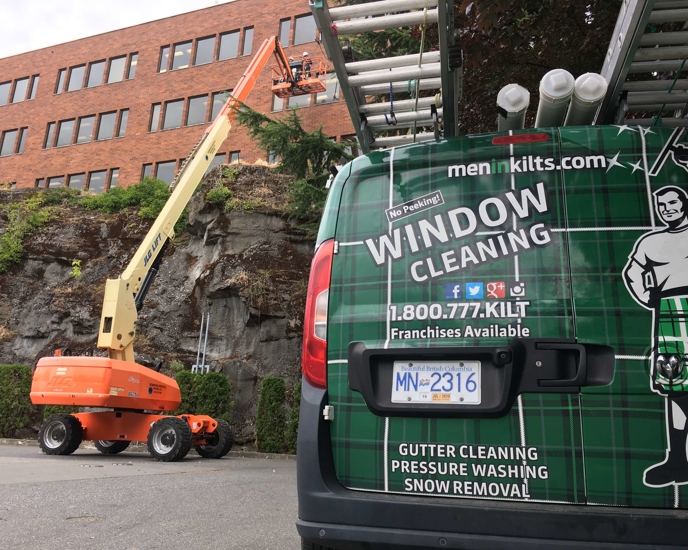 JLG LIFT
meninkilts.com
No Peeking!
WINDOW
CLEANING
1.800.777.KILT
Franchises Available
Beautiful British Columbia
MN 2316
GUTTER CLEANING
PRESSURE WASHING
SNOW REMOVAL